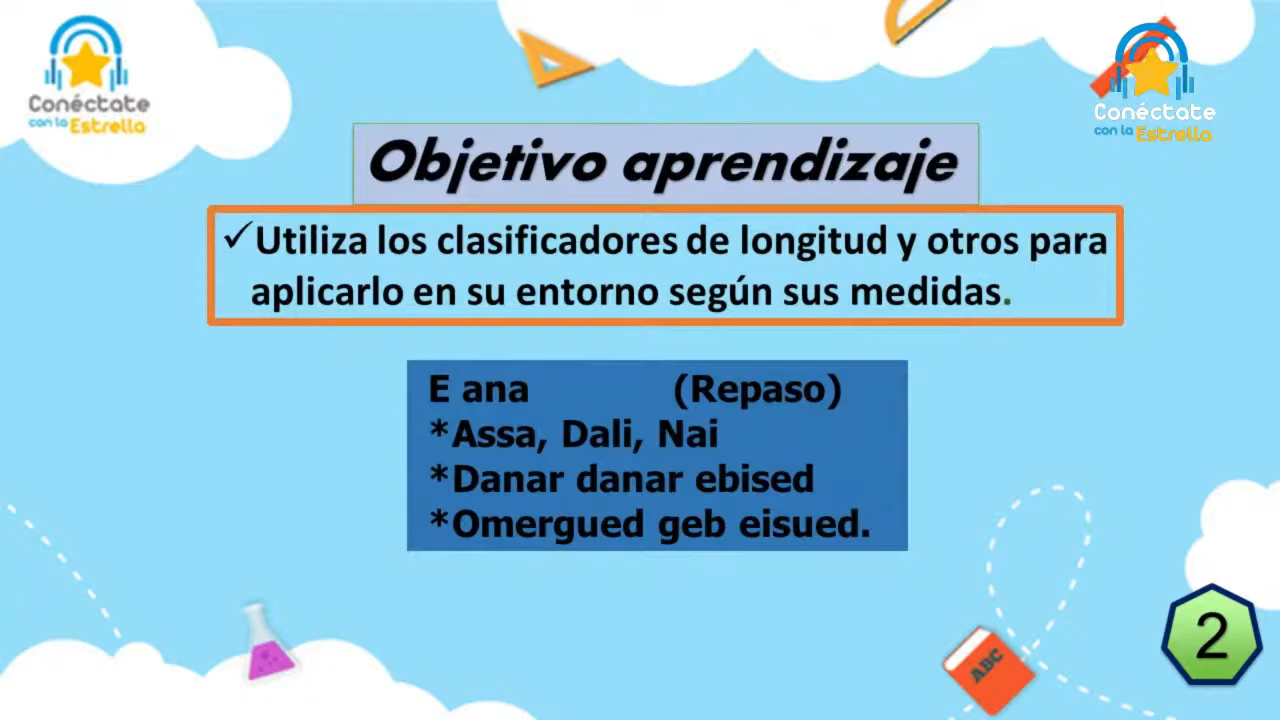 Conéctate
con la Estrella
Conéctate
con la Estrella
Objetivo aprendizaje
✓Utiliza los clasificadores de longitud y otros para
aplicarlo en su entorno según sus medidas.
E ana (Repaso)
*Assa, Dali, Nai
*Danar danar ebised
*Omergued geb eisued.
ABC
2